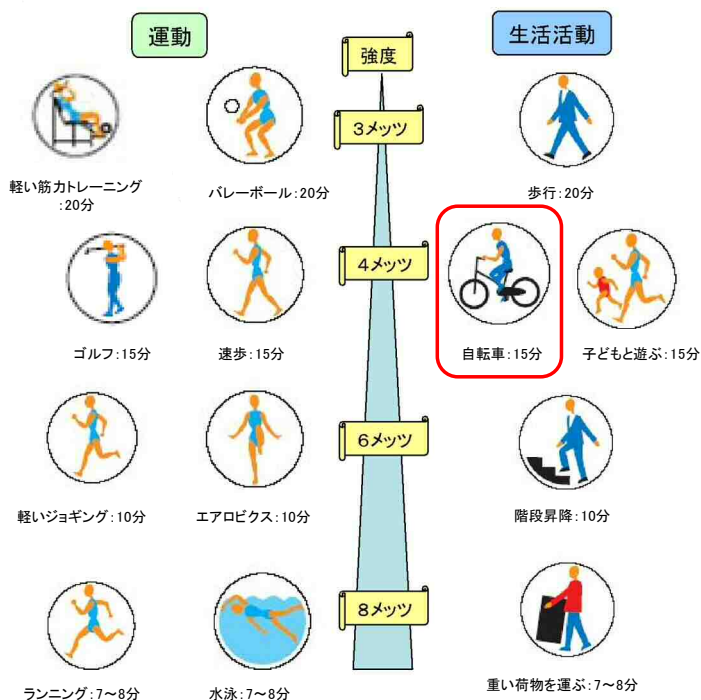 運動
強度
生活活動
3メッツ
軽い筋力トレーニング
:20分
バレーボール:20分
歩行:20分
4メッツ
ゴルフ:15分
速歩:15分
自転車:15分
子どもと遊ぶ:15分
6メッツ
軽いジョギング:10分
エアロビクス:10分
階段昇降:10分
8メッツ
ランニング:7~8分
水泳:7~8分
重い荷物を運ぶ:7~8分